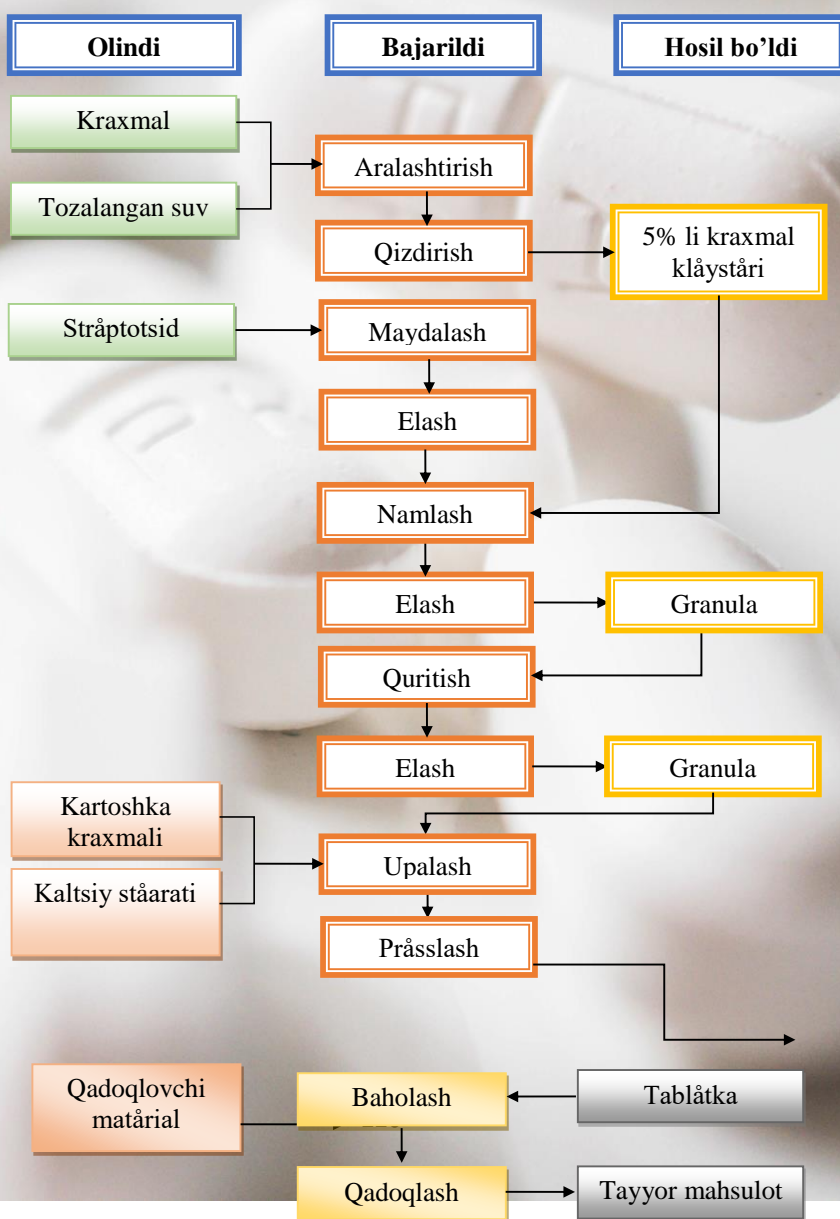 Olindi
Bajarildi
Hosil bo’ldi
Kraxmal
Aralashtirish
Tozalangan suv
Qizdirish
5% li kraxmal
klåyståri
Stråptotsid
Maydalash
Elash
Namlash
Elash
Granula
Quritish
Elash
Granula
Kartoshka
kraxmali
Upalash
Kaltsiy ståarati
Pråsslash
Qadoqlovchi
matårial
Baholash
Tablåtka
Qadoqlash
Tayyor mahsulot